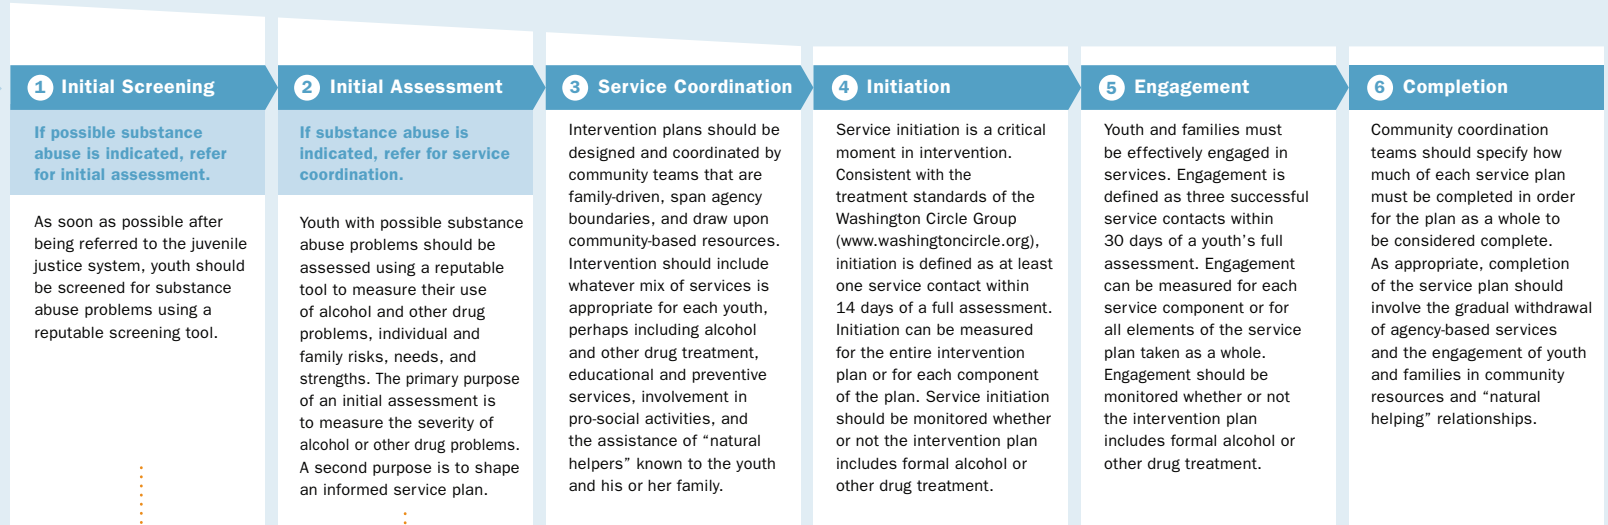 1 Initial Screening
If possible substance
abuse is indicated, refer
for initial assessment.
As soon as possible after
being referred to the juvenile
justice system, youth should
be screened for substance
abuse problems using a
reputable screening tool.
2 Initial Assessment
If substance abuse is
indicated, refer for service
coordination.
Youth with possible substance
abuse problems should be
assessed using a reputable
tool to measure their use
of alcohol and other drug
problems, individual and
family risks, needs, and
strengths. The primary purpose
of an initial assessment is
to measure the severity of
alcohol or other drug problems.
A second purpose is to shape
an informed service plan.
3 Service Coordination
Intervention plans should be
designed and coordinated by
community teams that are
family-driven, span agency
boundaries, and draw upon
community-based resources.
Intervention should include
whatever mix of services is
appropriate for each youth,
perhaps including alcohol
and other drug treatment,
educational and preventive
services, involvement in
pro-social activities, and
the assistance of “natural
helpers” known to the youth
and his or her family.
4 Initiation
Service initiation is a critical
moment in intervention.
Consistent with the
treatment standards of the
Washington Circle Group
(www.washingtoncircle.org),
initiation is defined as at least
one service contact within
14 days of a full assessment.
Initiation can be measured
for the entire intervention
plan or for each component
of the plan. Service initiation
should be monitored whether
or not the intervention plan
includes formal alcohol or
other drug treatment.
5 Engagement
Youth and families must
be effectively engaged in
services. Engagement is
defined as three successful
service contacts within
30 days of a youth’s full
assessment. Engagement
can be measured for each
service component or for
all elements of the service
plan taken as a whole.
Engagement should be
monitored whether or not
the intervention plan
includes formal alcohol or
other drug treatment.
6 Completion
Community coordination
teams should specify how
much of each service plan
must be completed in order
for the plan as a whole to
be considered complete.
As appropriate, completion
of the service plan should
involve the gradual withdrawal
of agency-based services
and the engagement of youth
and families in community
resources and “natural
helping” relationships.